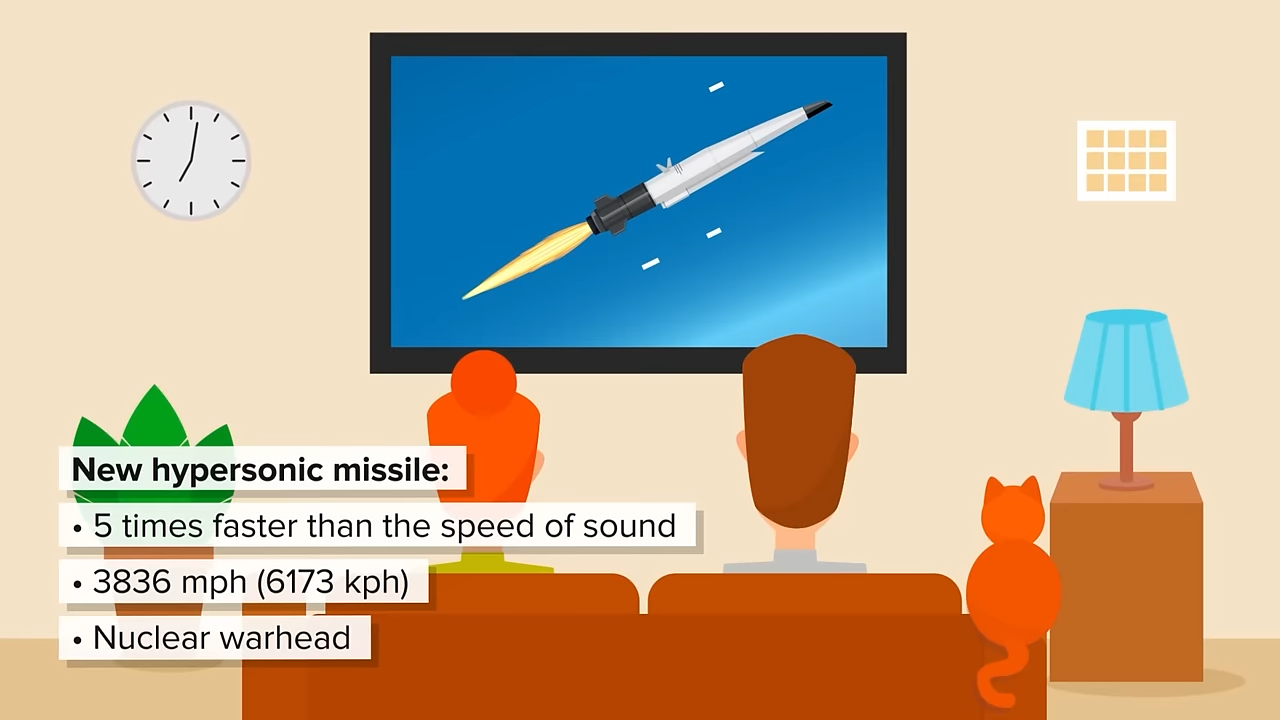 New hypersonic missile:
• 5 times faster than the speed of sound
• 3836 mph (6173 kph)
• Nuclear warhead